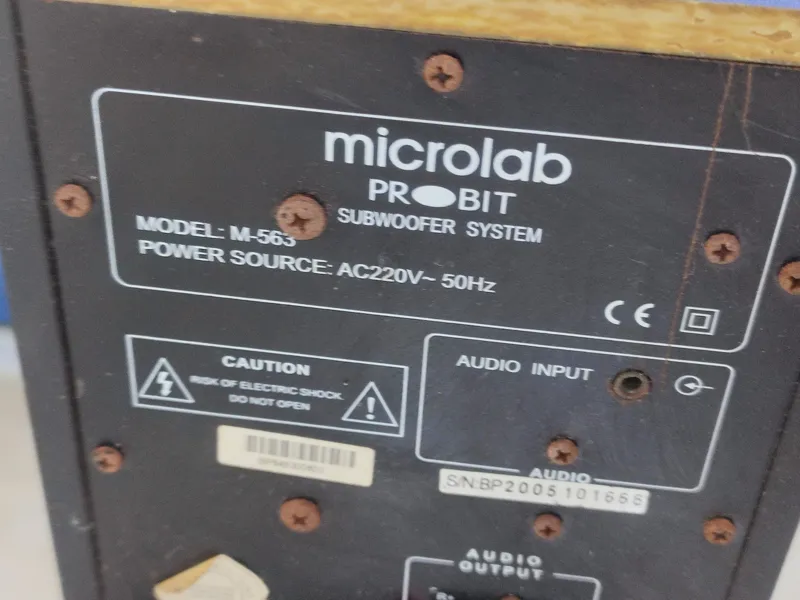 microlab
PROBIT
SUBWOOFER SYSTEM
MODEL: M-563
POWER SOURCE: AC220V~ 50Hz
CE
CAUTION
RISK OF ELECTRIC SHOCK
DO NOT OPEN
AUDIO INPUT
AUDIO
S/N:BP2005101668
AUDIO
OUTPUT
R+